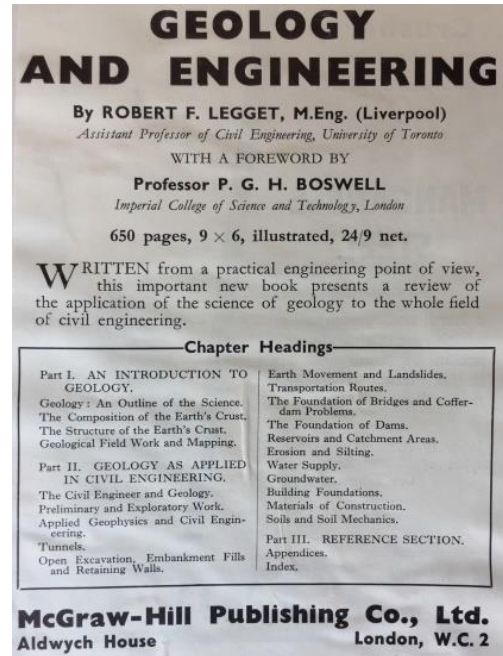 GEOLOGY
AND ENGINEERING
By ROBERT F. LEGGET, M.Eng. (Liverpool)
Assistant Professor of Civil Engineering, University of Toronto
WITH A FOREWORD BY
Professor P. G. H. BOSWELL
Imperial College of Science and Technology, London
650 pages, 9 × 6, illustrated, 24/9 net.
WRITTEN from a practical engineering point of view,
this important new book presents a review of
the application of the science of geology to the whole field
of civil engineering.
Chapter Headings
Part I. AN INTRODUCTION TO
GEOLOGY.
Geology: An Outline of the Science.
The Composition of the Earth's Crust.
The Structure of the Earth's Crust.
Geological Field Work and Mapping.
Part II. GEOLOGY AS APPLIED
IN CIVIL ENGINEERING.
The Civil Engineer and Geology.
Preliminary and Exploratory Work.
Applied Geophysics and Civil Engin-
eering.
Tunnels.
Open Excavation, Embankment Fills
and Retaining Walls.
Earth Movement and Landslides.
Transportation Routes.
The Foundation of Bridges and Coffer-
dam Problems.
The Foundation of Dams.
Reservoirs and Catchment Areas.
Erosion and Silting.
Water Supply.
Groundwater.
Building Foundations.
Materials of Construction.
Soils and Soil Mechanics.
Part III. REFERENCE SECTION.
Appendices.
Index.
McGraw-Hill Publishing Co., Ltd.
Aldwych House London, W.C. 2